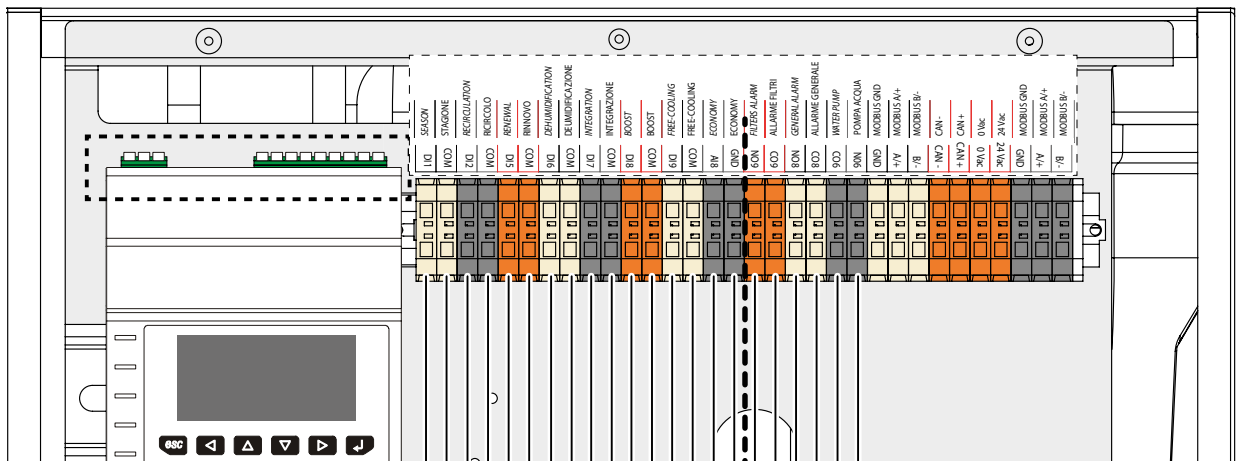 SEASON
STAGIONE
RECIRCULATION
RICIRCOLO
RENEWAL
RINNOVO
DEHUMIDIFICATION
DEUMIDIFICAZIONE
INTEGRATION
INTEGRAZIONE
BOOST
BOOST
FREE-COOLING
FREE-COOLING
ECONOMY
ECONOMY
FILTERS ALARM
ALLARME FILTRI
GENERAL ALARM
ALLARME GENERALE
WATER PUMP
POMPA ACQUA
MODBUS GND
MODBUS A/+
MODBUS B/-
CAN -
CAN +
0 Vac
24 Vac
MODBUS GND
MODBUS A/+
MODBUS B/-
DI1
COM
DI2
COM
DI5
COM
DI6
COM
DI7
COM
DI8
COM
DI9
COM
AI8
GND
NO9
CO9
NO8
CO8
CO6
NO6
GND
A/+
B/-
CAN -
CAN +
0 Vac
24 Vac
GND
A/+
B/-
esc